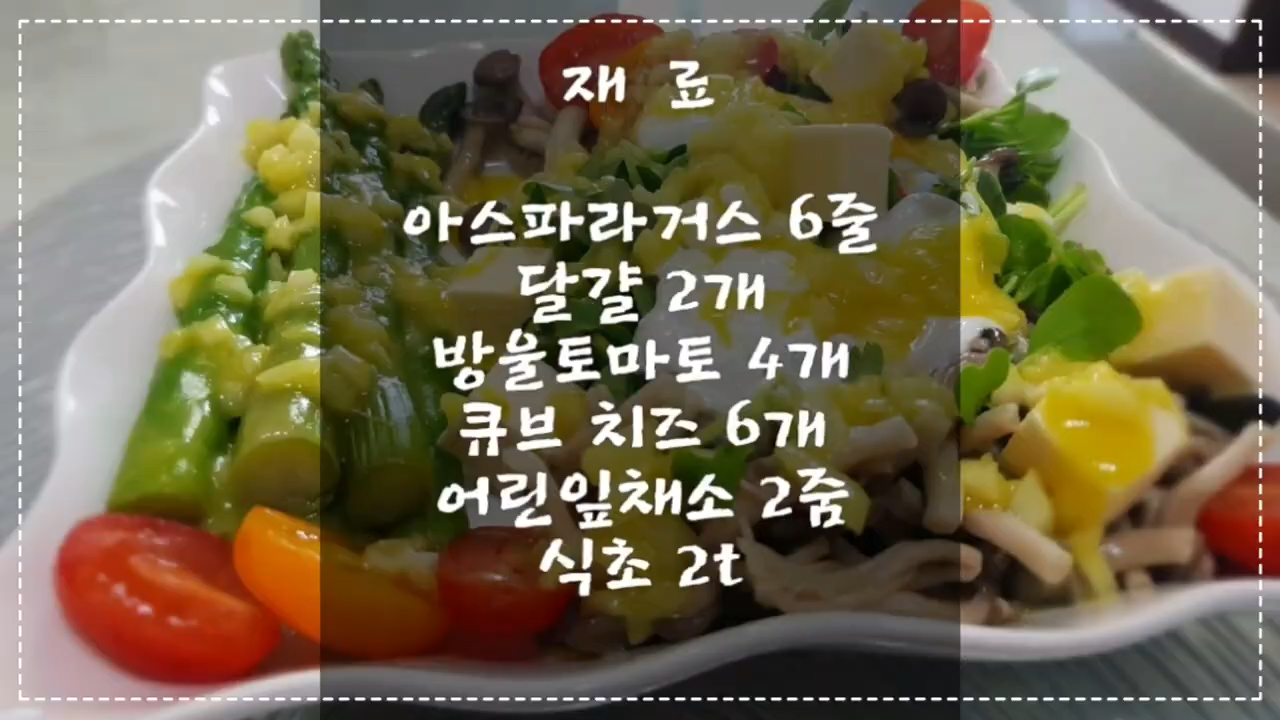 재 료
아스파라거스 6줄
달걀 2개
방울토마토 4개
큐브 치즈 6개
어린잎채소 2줌
식초 2t